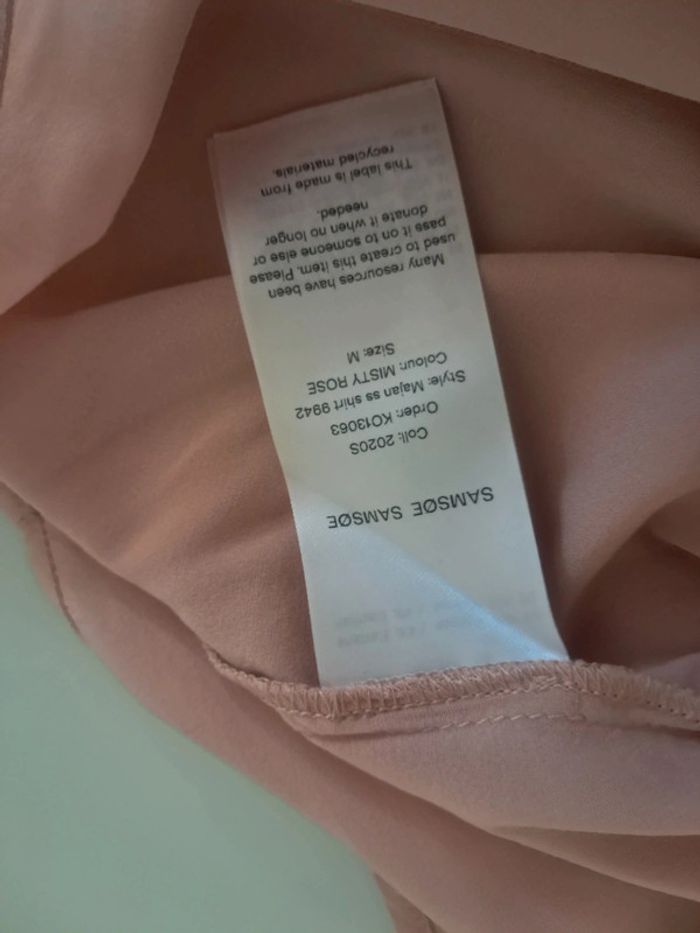 SAMSØE SAMSØE
Coll: 2020S
Order: KO13063
Style: Majan ss shirt 9942
Colour: MISTY ROSE
Size: M
Many resources have been
used to create this item. Please
pass it on to someone else or
donate it when no longer
needed.
This label is made from
recycled materials.